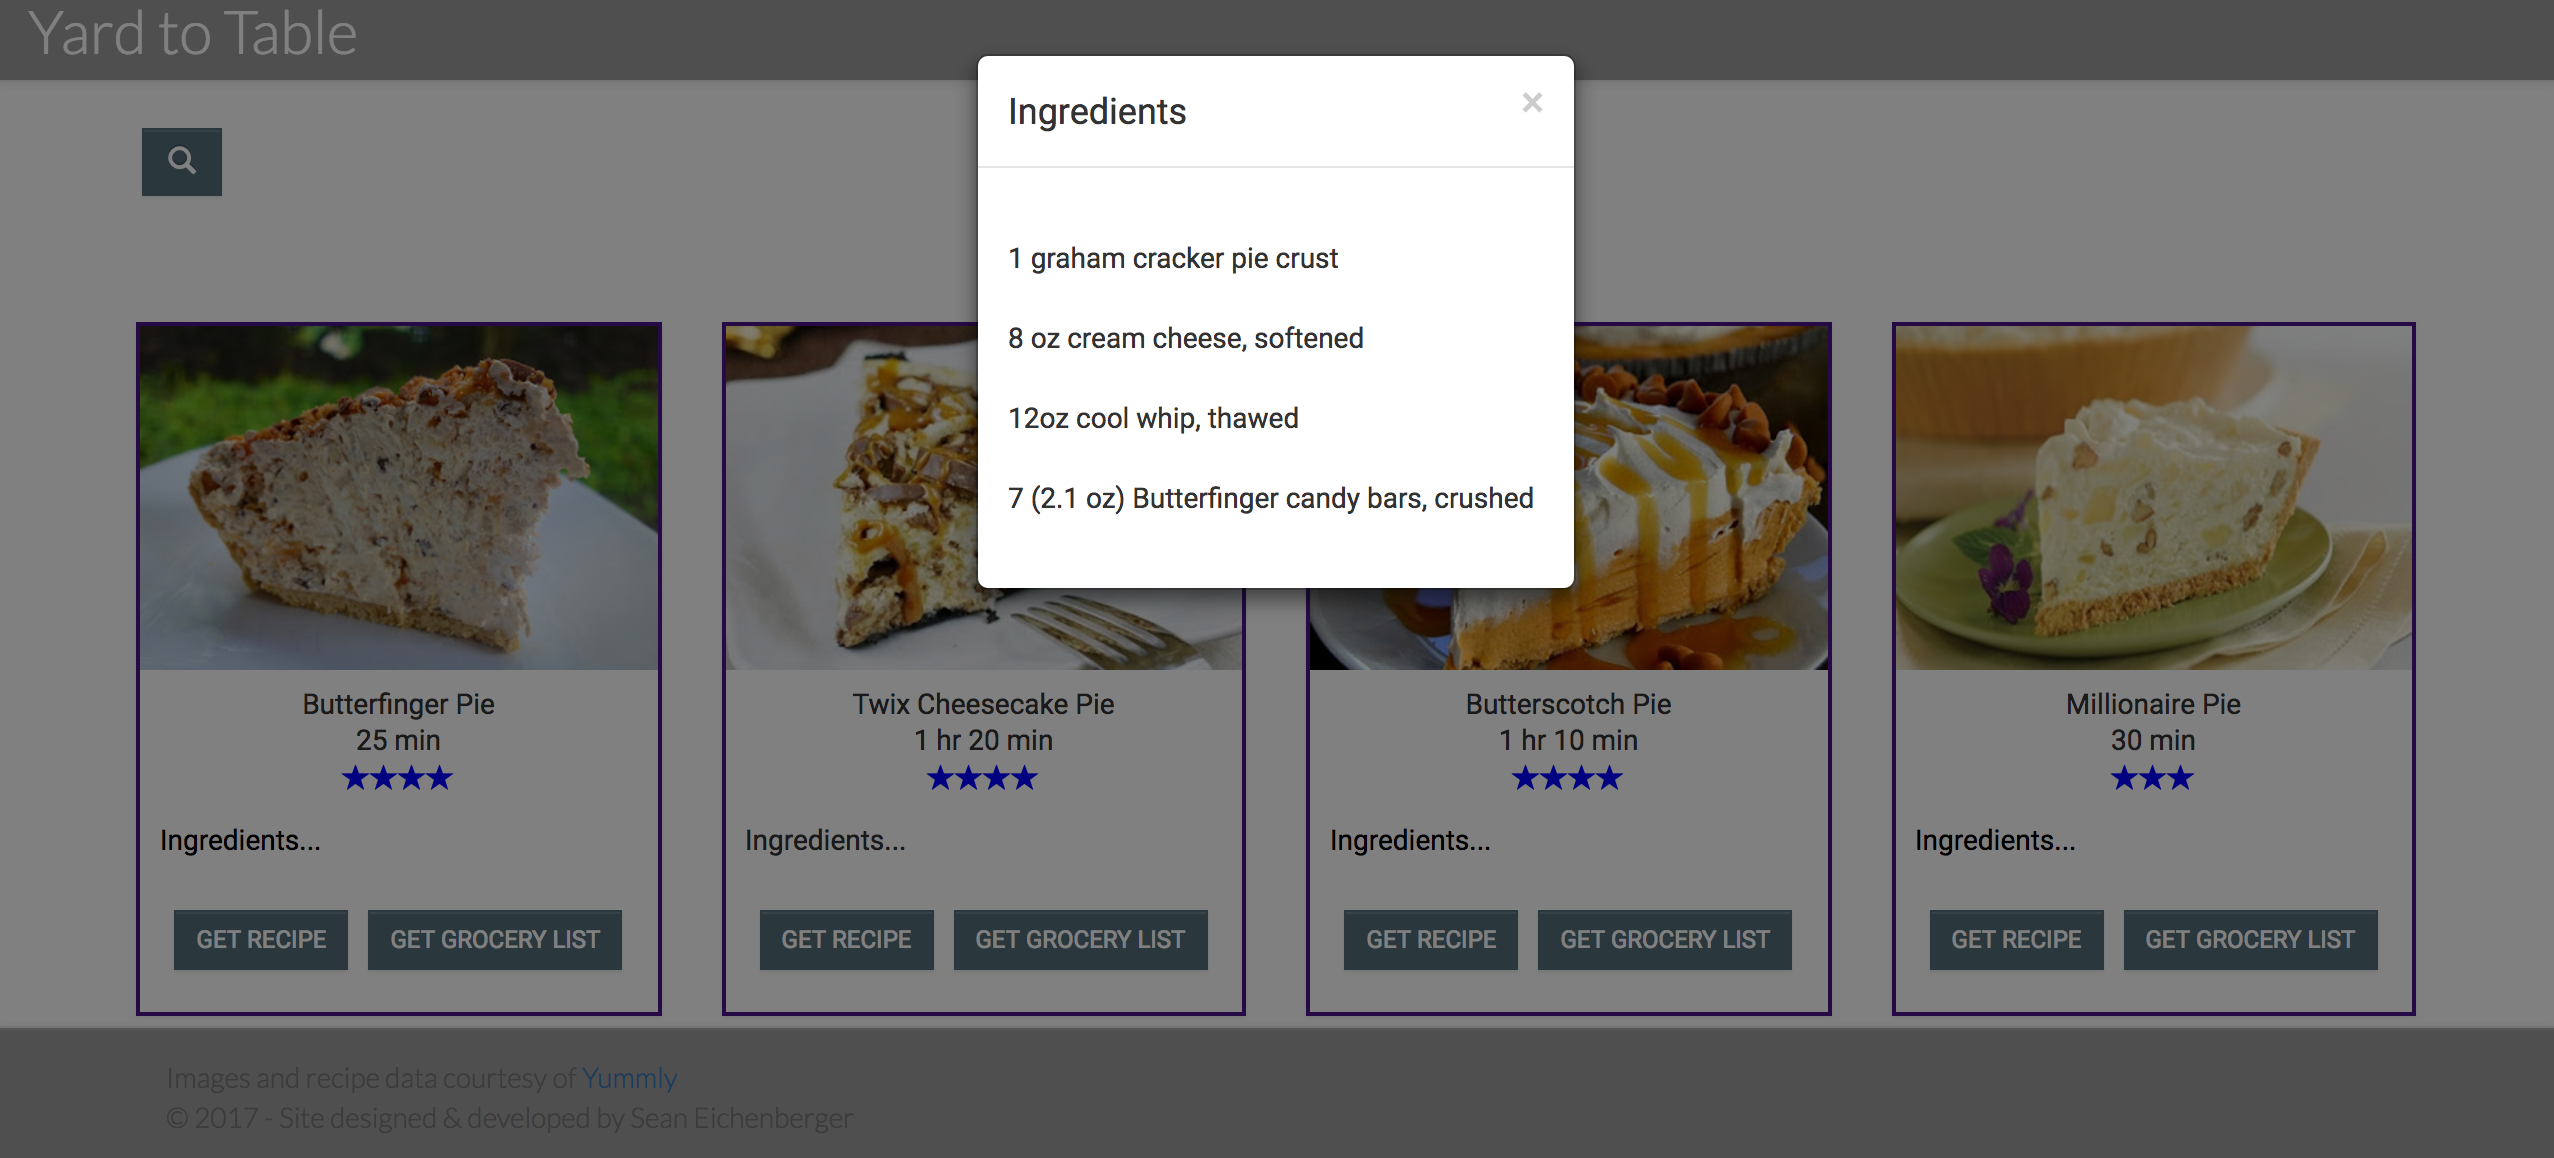 Yard to Table
Ingredients ×
1 graham cracker pie crust
8 oz cream cheese, softened
12oz cool whip, thawed
7 (2.1 oz) Butterfinger candy bars, crushed
Butterfinger Pie
25 min
★★★★
Ingredients...
GET RECIPE GET GROCERY LIST
Twix Cheesecake Pie
1 hr 20 min
★★★★
Ingredients...
GET RECIPE GET GROCERY LIST
Butterscotch Pie
1 hr 10 min
★★★★
Ingredients...
GET RECIPE GET GROCERY LIST
Millionaire Pie
30 min
★★★
Ingredients...
GET RECIPE GET GROCERY LIST
Images and recipe data courtesy of Yummly
© 2017 - Site designed & developed by Sean Eichenberger